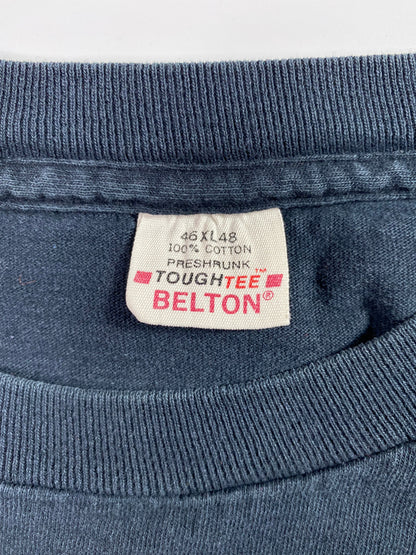 46 XL 48
100% COTTON
PRESHRUNK
TOUGHTEE™
BELTON®